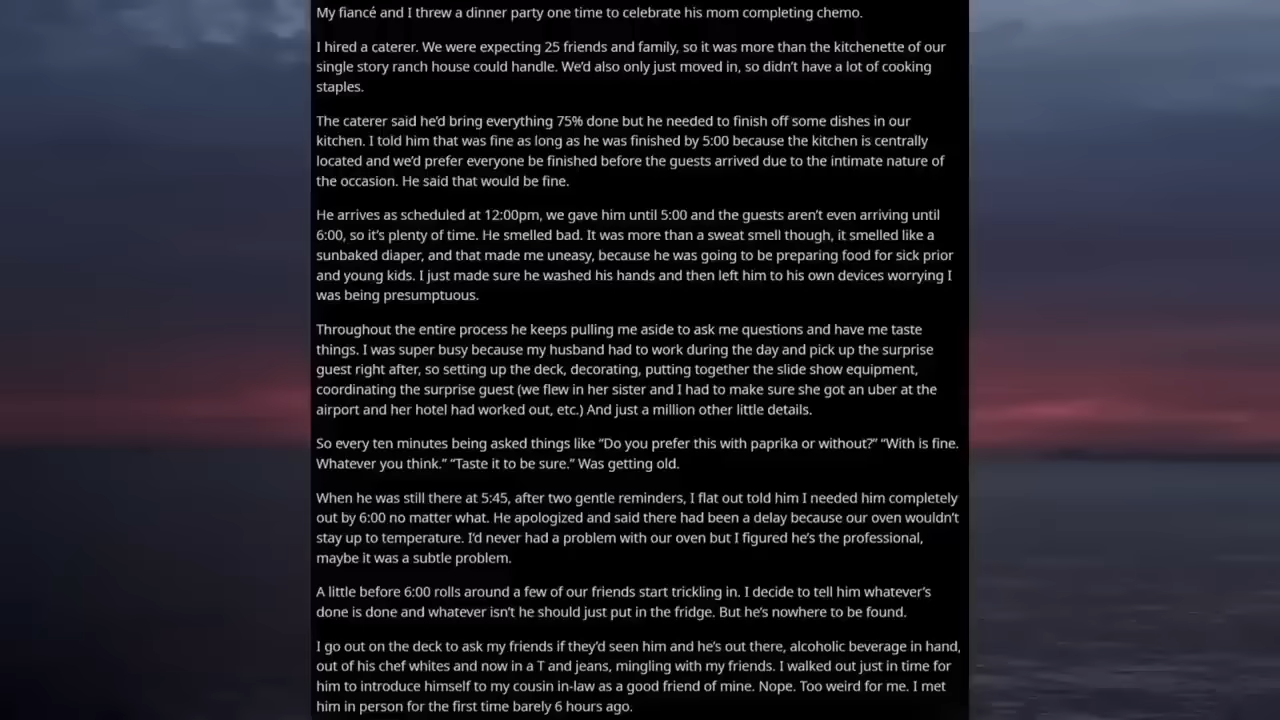 My fiancé and I threw a dinner party one time to celebrate his mom completing chemo.
I hired a caterer. We were expecting 25 friends and family, so it was more than the kitchenette of our
single story ranch house could handle. We'd also only just moved in, so didn't have a lot of cooking
staples.
The caterer said he'd bring everything 75% done but he needed to finish off some dishes in our
kitchen. I told him that was fine as long as he was finished by 5:00 because the kitchen is centrally
located and we'd prefer everyone be finished before the guests arrived due to the intimate nature of
the occasion. He said that would be fine.
He arrives as scheduled at 12:00pm, we gave him until 5:00 and the guests aren't even arriving until
6:00, so it's plenty of time. He smelled bad. It was more than a sweat smell though, it smelled like a
sunbaked diaper, and that made me uneasy, because he was going to be preparing food for sick prior
and young kids. I just made sure he washed his hands and then left him to his own devices worrying I
was being presumptuous.
Throughout the entire process he keeps pulling me aside to ask me questions and have me taste
things. I was super busy because my husband had to work during the day and pick up the surprise
guest right after, so setting up the deck, decorating, putting together the slide show equipment,
coordinating the surprise guest (we flew in her sister and I had to make sure she got an uber at the
airport and her hotel had worked out, etc.) And just a million other little details.
So every ten minutes being asked things like “Do you prefer this with paprika or without?” “With is fine.
Whatever you think.” “Taste it to be sure.” Was getting old.
When he was still there at 5:45, after two gentle reminders, I flat out told him I needed him completely
out by 6:00 no matter what. He apologized and said there had been a delay because our oven wouldn't
stay up to temperature. I'd never had a problem with our oven but I figured he's the professional,
maybe it was a subtle problem.
A little before 6:00 rolls around a few of our friends start trickling in. I decide to tell him whatever's
done is done and whatever isn't he should just put in the fridge. But he's nowhere to be found.
I go out on the deck to ask my friends if they'd seen him and he's out there, alcoholic beverage in hand,
out of his chef whites and now in a T and jeans, mingling with my friends. I walked out just in time for
him to introduce himself to my cousin in-law as a good friend of mine. Nope. Too weird for me. I met
him in person for the first time barely 6 hours ago.